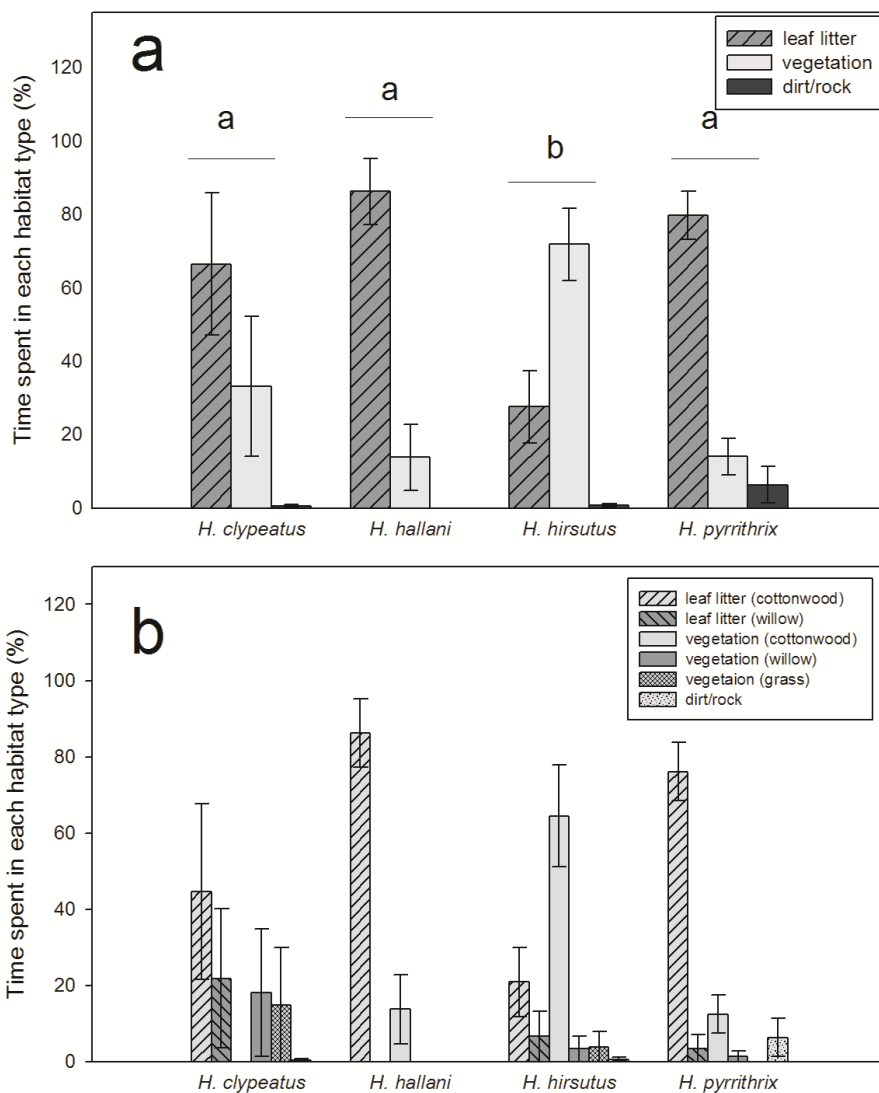 a
leaf litter
vegetation
dirt/rock
120
100
80
60
40
20
0
Time spent in each habitat type (%)
a
a
b
a
H. clypeatus
H. hallani
H. hirsutus
H. pyrrithrix
b
leaf litter (cottonwood)
leaf litter (willow)
vegetation (cottonwood)
vegetation (willow)
vegetaion (grass)
dirt/rock
120
100
80
60
40
20
0
Time spent in each habitat type (%)
H. clypeatus
H. hallani
H. hirsutus
H. pyrrithrix